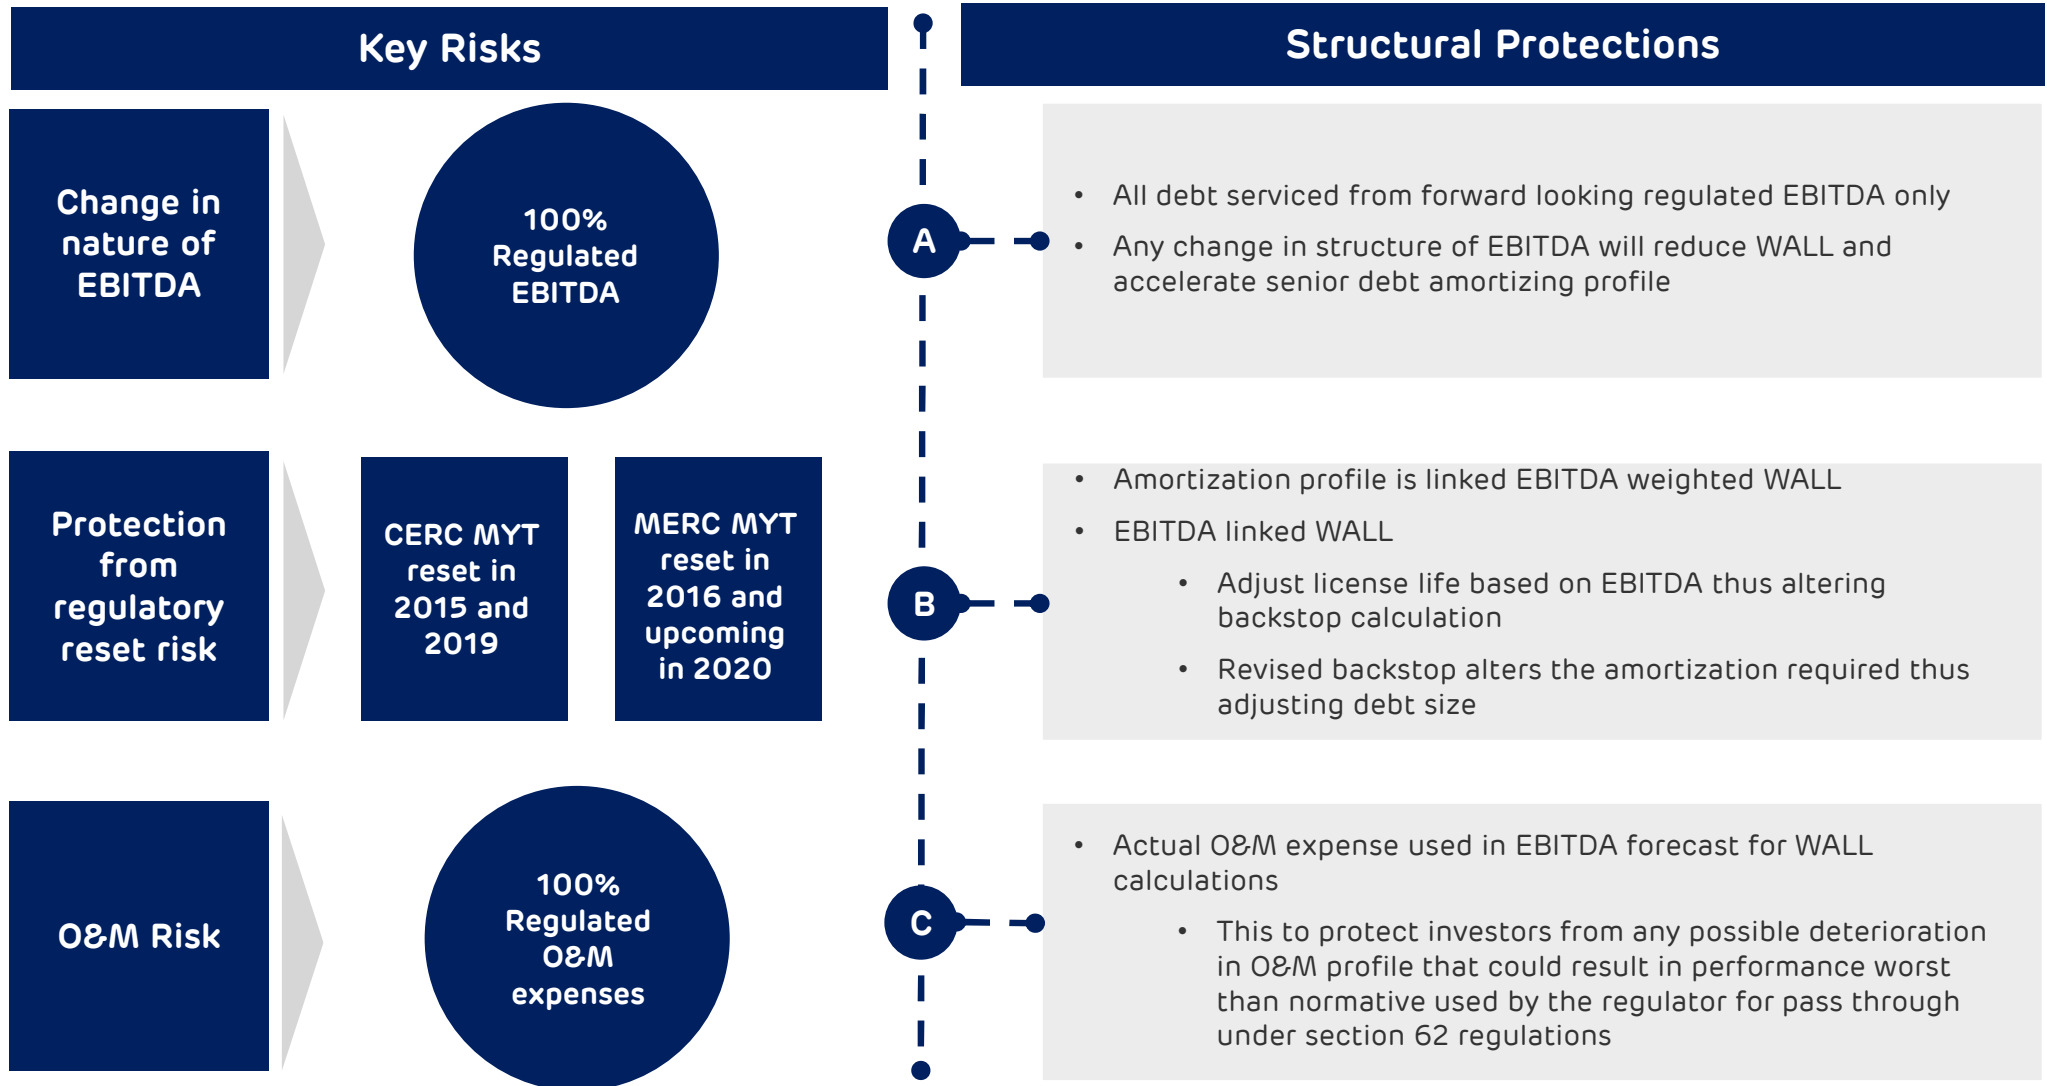 Key Risks
Structural Protections
Change in
nature of
EBITDA
100%
Regulated
EBITDA
A
• All debt serviced from forward looking regulated EBITDA only
• Any change in structure of EBITDA will reduce WALL and
accelerate senior debt amortizing profile
Protection
from
regulatory
reset risk
CERC MYT
reset in
2015 and
2019
MERC MYT
reset in
2016 and
upcoming
in 2020
B
• Amortization profile is linked EBITDA weighted WALL
• EBITDA linked WALL
• Adjust license life based on EBITDA thus altering
backstop calculation
• Revised backstop alters the amortization required thus
adjusting debt size
O&M Risk
100%
Regulated
O&M
expenses
C
• Actual O&M expense used in EBITDA forecast for WALL
calculations
• This to protect investors from any possible deterioration
in O&M profile that could result in performance worst
than normative used by the regulator for pass through
under section 62 regulations